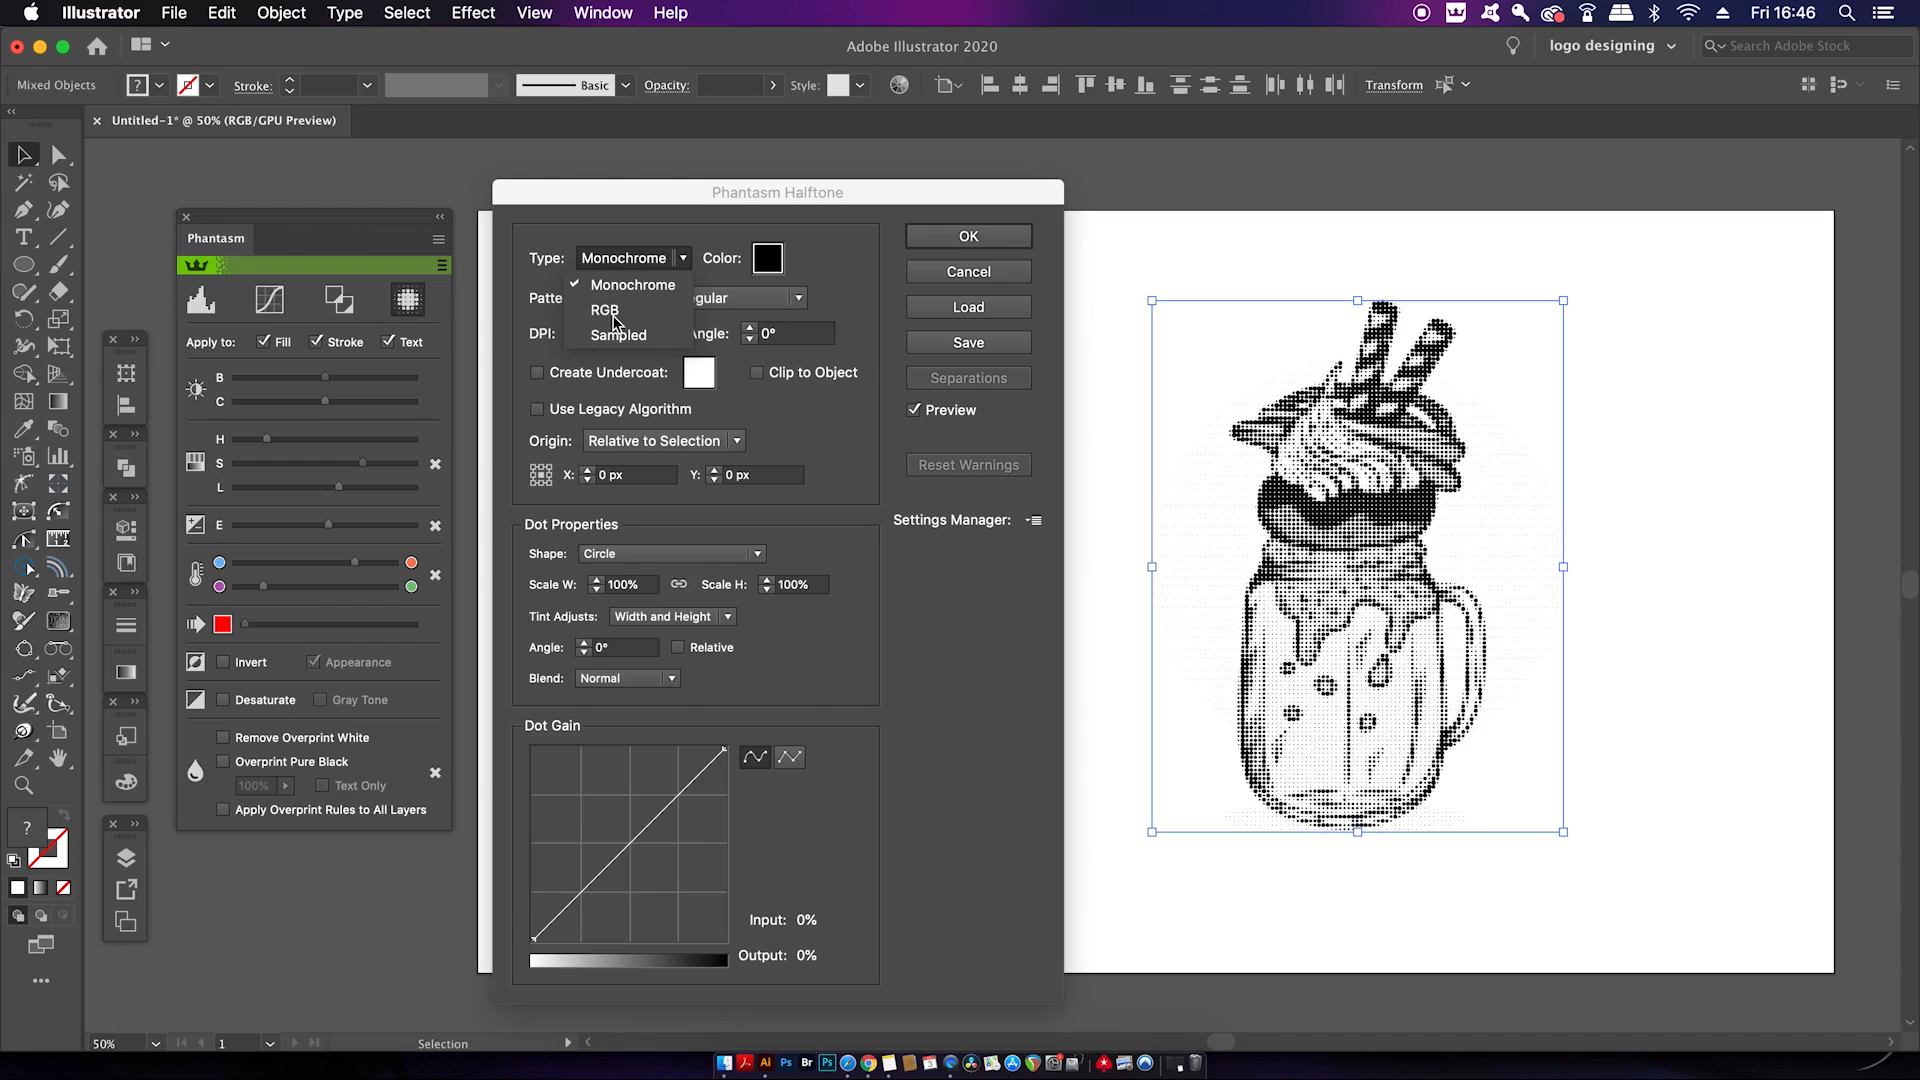 Illustrator File Edit Object Type Select Effect View Window Help Fri 16:46
Adobe Illustrator 2020 logo designing Search Adobe Stock
Mixed Objects ? Stroke: Basic Opacity: Style: Transform
Untitled-1* @ 50% (RGB/GPU Preview)
Phantasm Halftone
Phantasm
Type: Monochrome Color:
Monochrome
RGB
Sampled
Patte gular
DPI: Angle: 0°
Create Undercoat: Clip to Object
Use Legacy Algorithm
Origin: Relative to Selection
X: 0 px Y: 0 px
OK
Cancel
Load
Save
Separations
Preview
Reset Warnings
Settings Manager:
Dot Properties
Shape: Circle
Scale W: 100% Scale H: 100%
Tint Adjusts: Width and Height
Angle: 0° Relative
Blend: Normal
Dot Gain
Input: 0%
Output: 0%
Apply to: Fill Stroke Text
B
C
H
S
L
E
Invert Appearance
Desaturate Gray Tone
Remove Overprint White
Overprint Pure Black
100% Text Only
Apply Overprint Rules to All Layers
?
50% 1 Selection
Ai Ps Br Ps